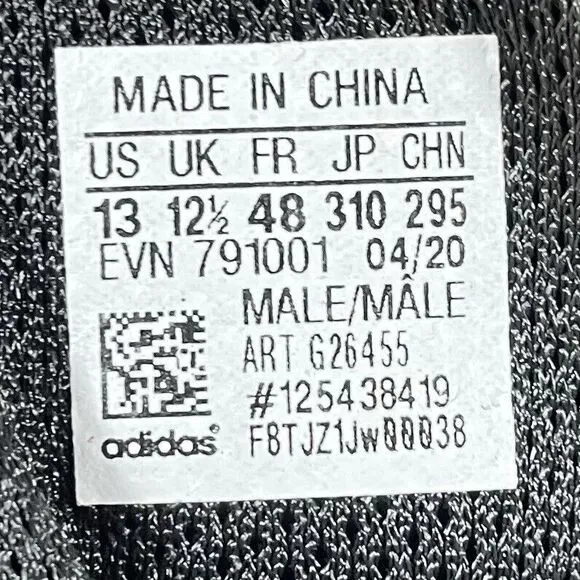 MADE IN CHINA
US UK FR JP CHN
13 12½ 48 310 295
EVN 791001 04/20
MALE/MÂLE
ART G26455
#125438419
F8TJZ1Jw00038
adidas